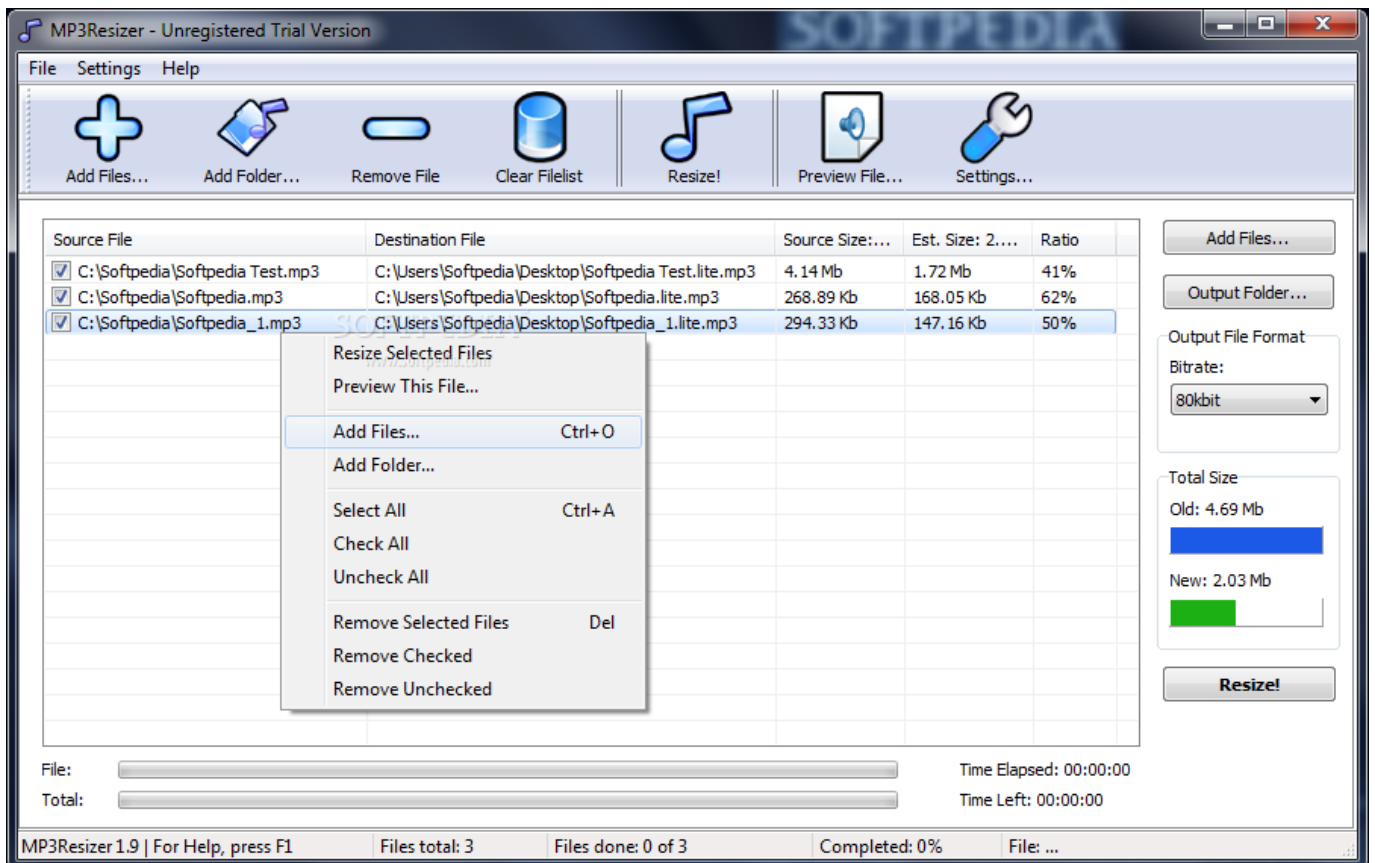 MP3Resizer - Unregistered Trial Version
SOFTPEDIA
File Settings Help
Add Files... Add Folder... Remove File Clear Filelist Resize! Preview File... Settings...
Source File Destination File Source Size:... Est. Size: 2.... Ratio
C:\Softpedia\Softpedia Test.mp3 C:\Users\Softpedia\Desktop\Softpedia Test.lite.mp3 4.14 Mb 1.72 Mb 41%
C:\Softpedia\Softpedia.mp3 C:\Users\Softpedia\Desktop\Softpedia.lite.mp3 268.89 Kb 168.05 Kb 62%
C:\Softpedia\Softpedia_1.mp3 C:\Users\Softpedia\Desktop\Softpedia_1.lite.mp3 294.33 Kb 147.16 Kb 50%
SOFTPEDIA
www.softpedia.com
Resize Selected Files
Preview This File...
Add Files... Ctrl+O
Add Folder...
Select All Ctrl+A
Check All
Uncheck All
Remove Selected Files Del
Remove Checked
Remove Unchecked
Add Files...
Output Folder...
Output File Format
Bitrate:
80kbit
Total Size
Old: 4.69 Mb
New: 2.03 Mb
Resize!
File: Time Elapsed: 00:00:00
Total: Time Left: 00:00:00
MP3Resizer 1.9 | For Help, press F1 Files total: 3 Files done: 0 of 3 Completed: 0% File: ...